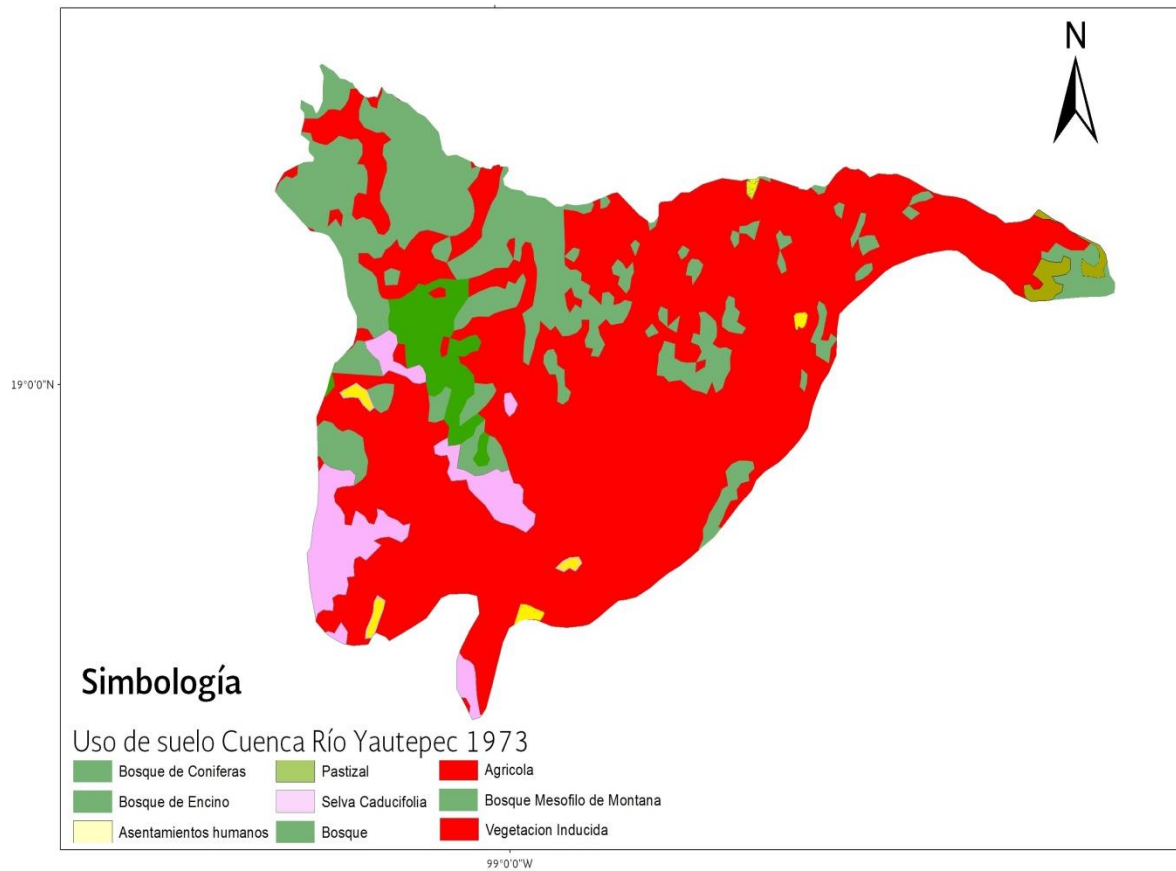 N
19°0'0"N
Simbología
Uso de suelo Cuenca Río Yautepec 1973
Bosque de Coniferas
Pastizal
Agricola
Bosque de Encino
Selva Caducifolia
Bosque Mesofilo de Montana
Asentamientos humanos
Bosque
Vegetacion Inducida
99°0'0"W